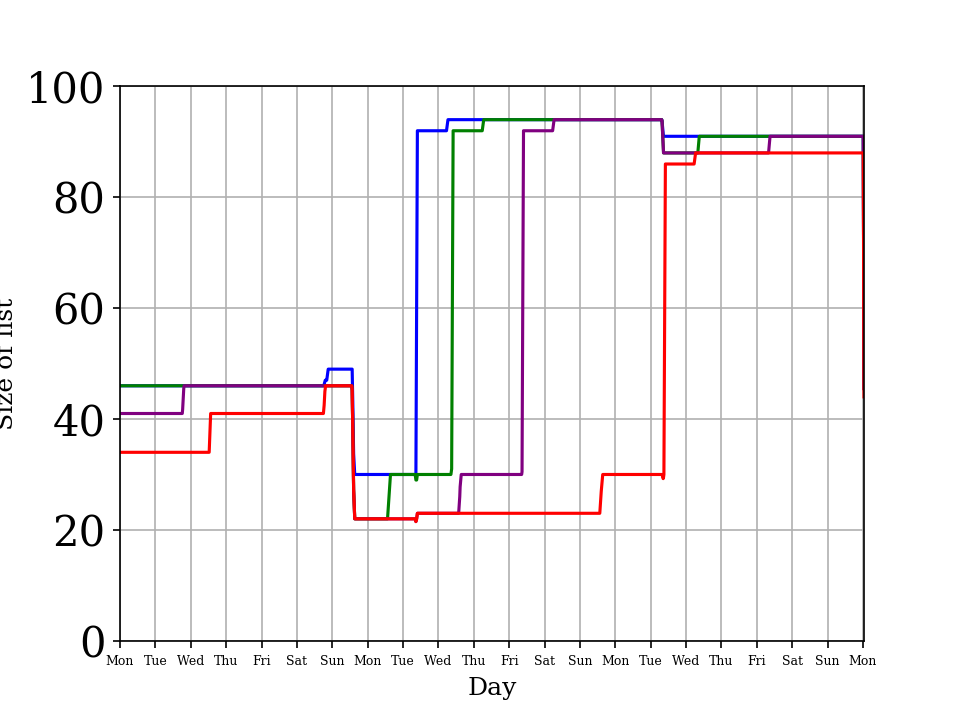 100
80
60
40
20
0
Size of list
Mon Tue Wed Thu Fri Sat Sun Mon Tue Wed Thu Fri Sat Sun Mon Tue Wed Thu Fri Sat Sun Mon
Day